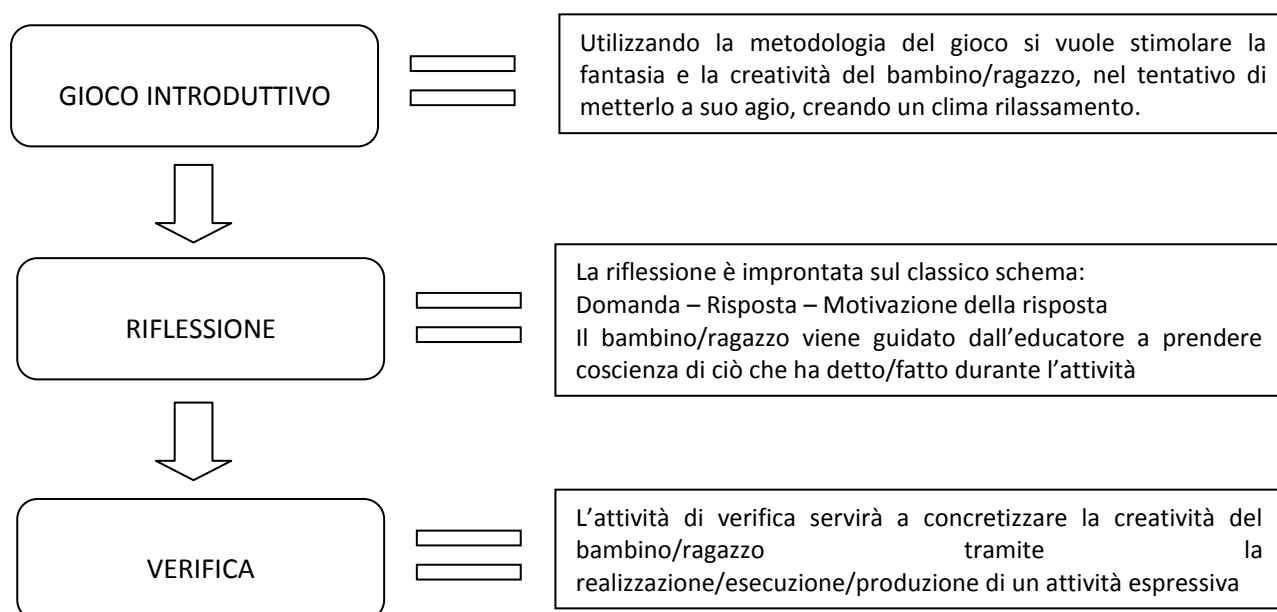 GIOCO INTRODUTTIVO
Utilizzando la metodologia del gioco si vuole stimolare la
fantasia e la creatività del bambino/ragazzo, nel tentativo di
metterlo a suo agio, creando un clima rilassamento.
RIFLESSIONE
La riflessione è improntata sul classico schema:
Domanda – Risposta – Motivazione della risposta
Il bambino/ragazzo viene guidato dall’educatore a prendere
coscienza di ciò che ha detto/fatto durante l’attività
VERIFICA
L’attività di verifica servirà a concretizzare la creatività del
bambino/ragazzo tramite la
realizzazione/esecuzione/produzione di un attività espressiva